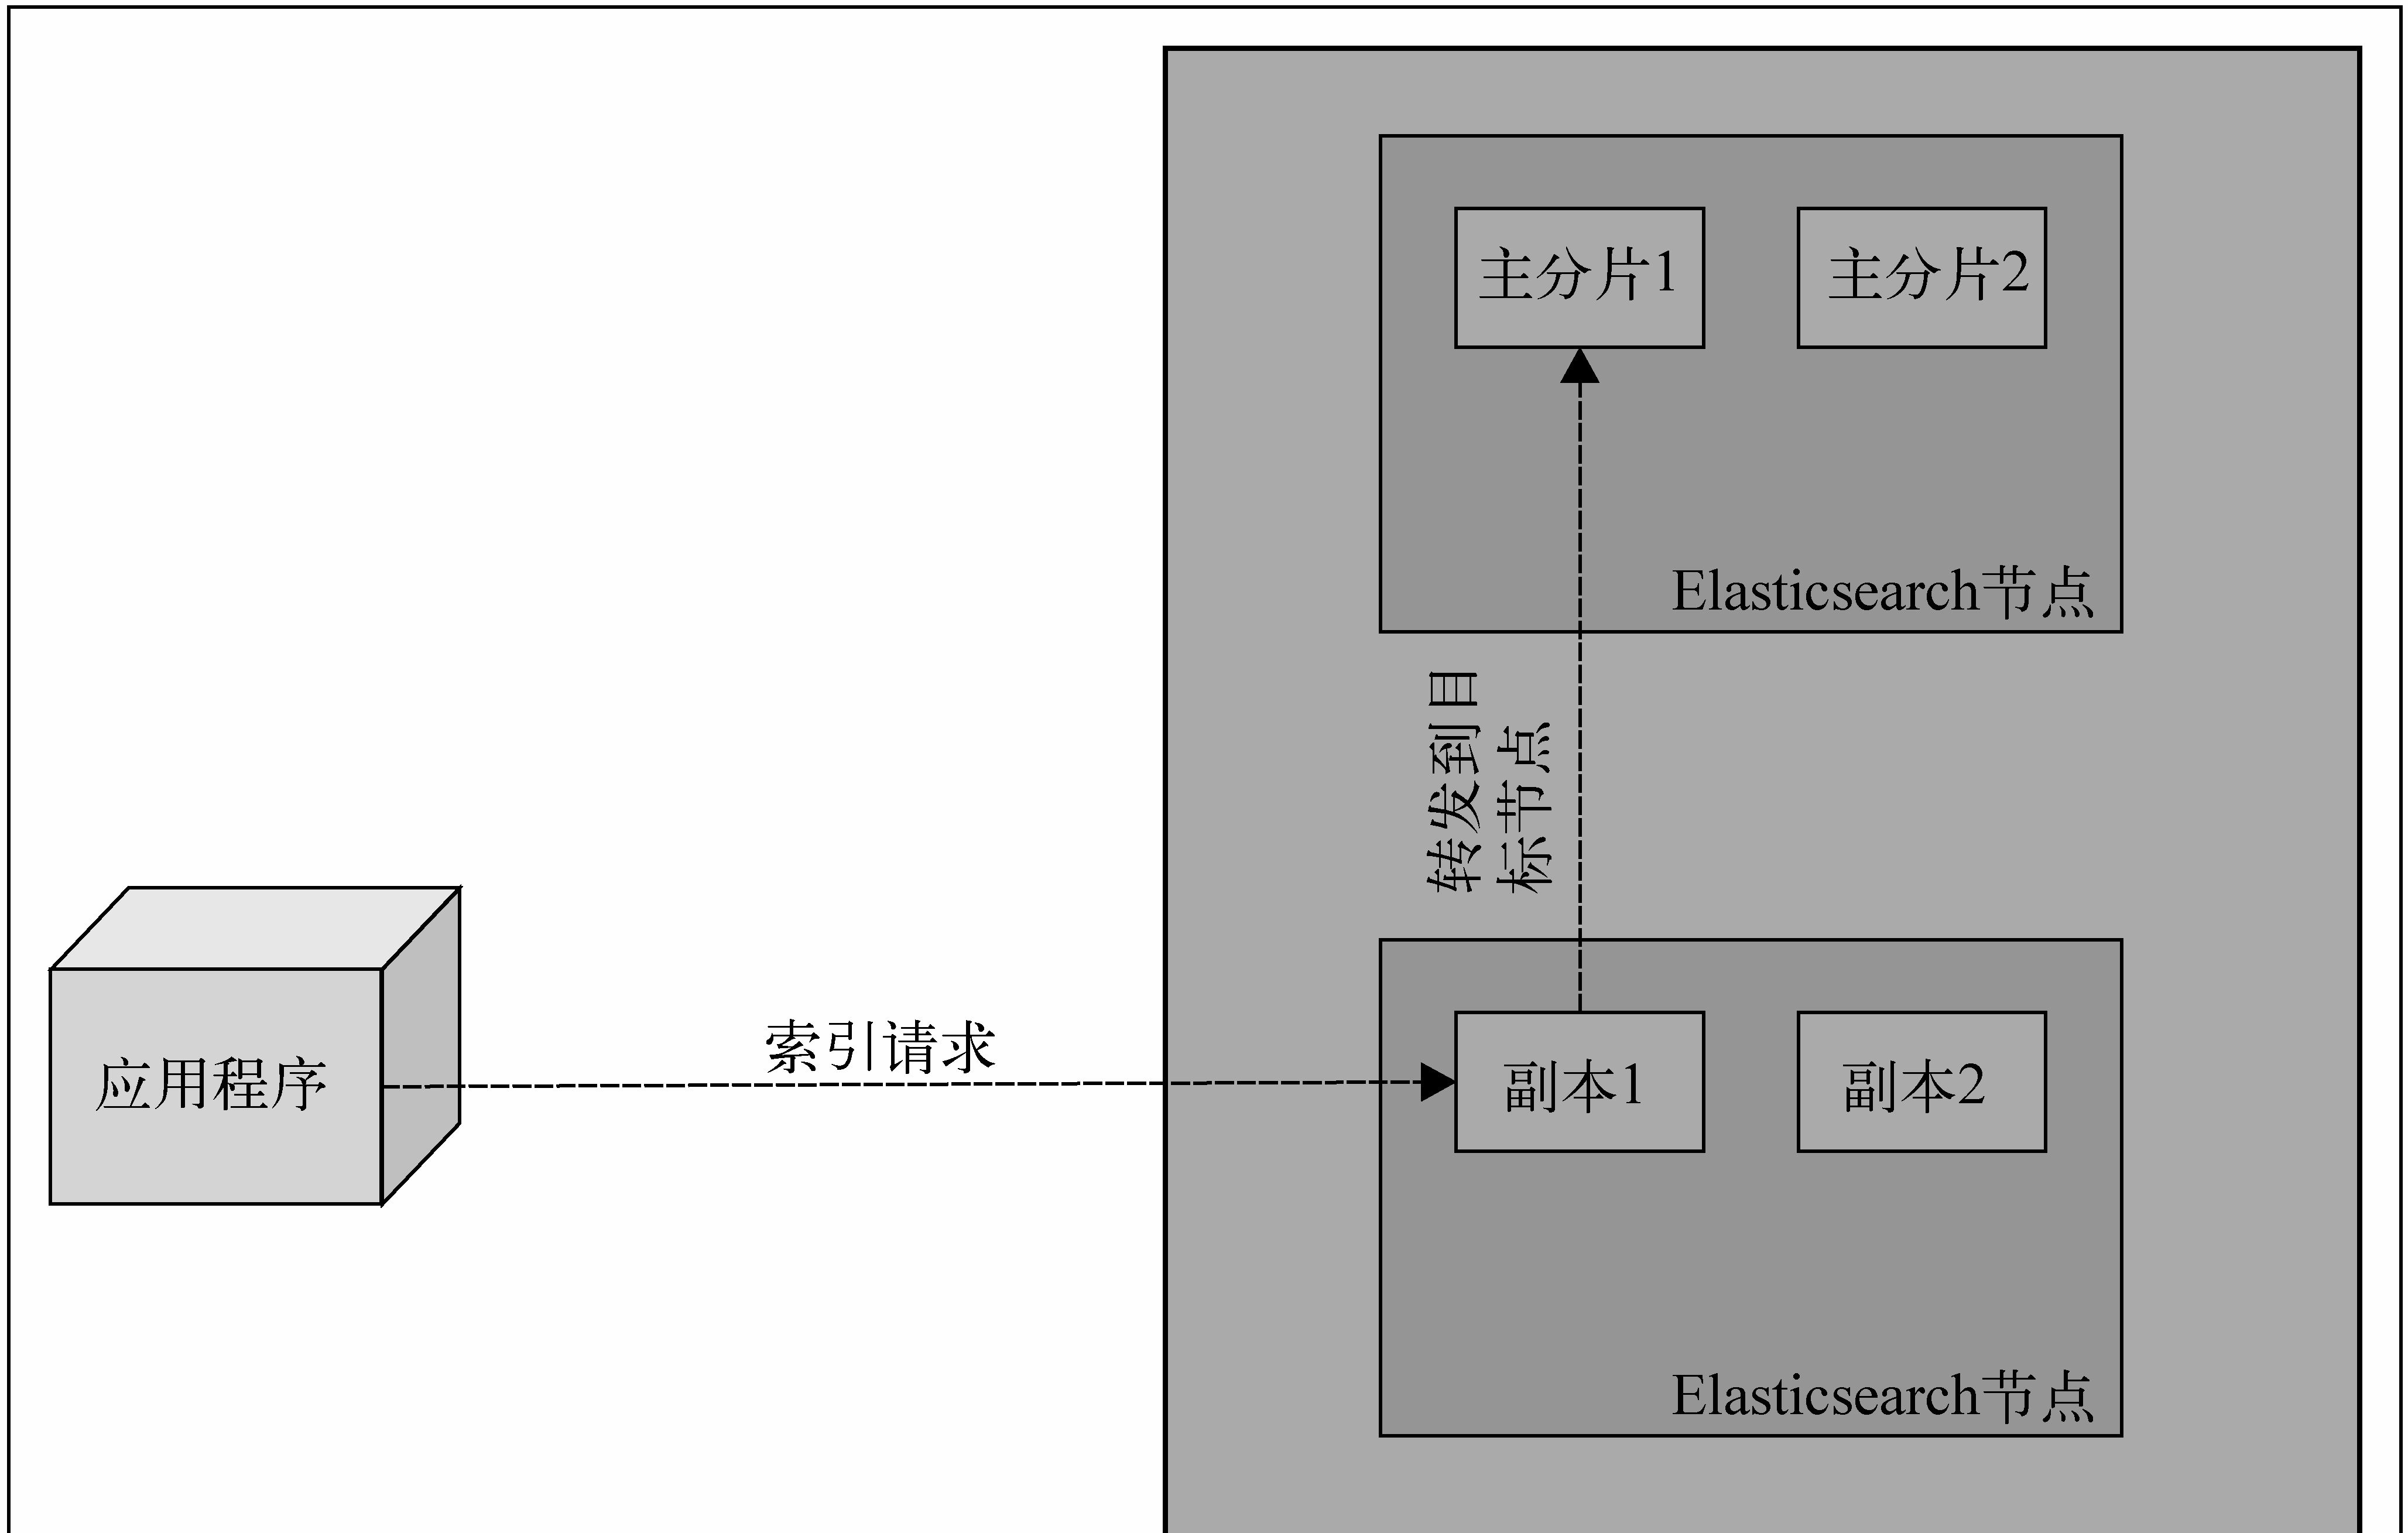 主分片1
主分片2
Elasticsearch节点
转发到目
标节点
应用程序
索引请求
副本1
副本2
Elasticsearch节点